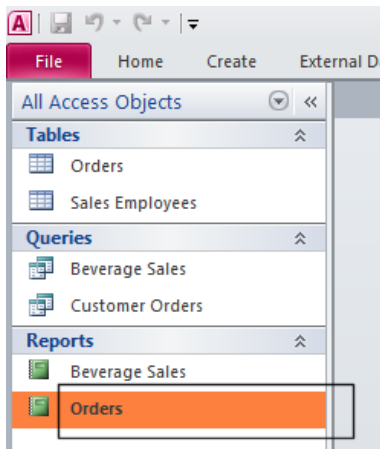 A
File Home Create External D
All Access Objects
Tables
Orders
Sales Employees
Queries
Beverage Sales
Customer Orders
Reports
Beverage Sales
Orders